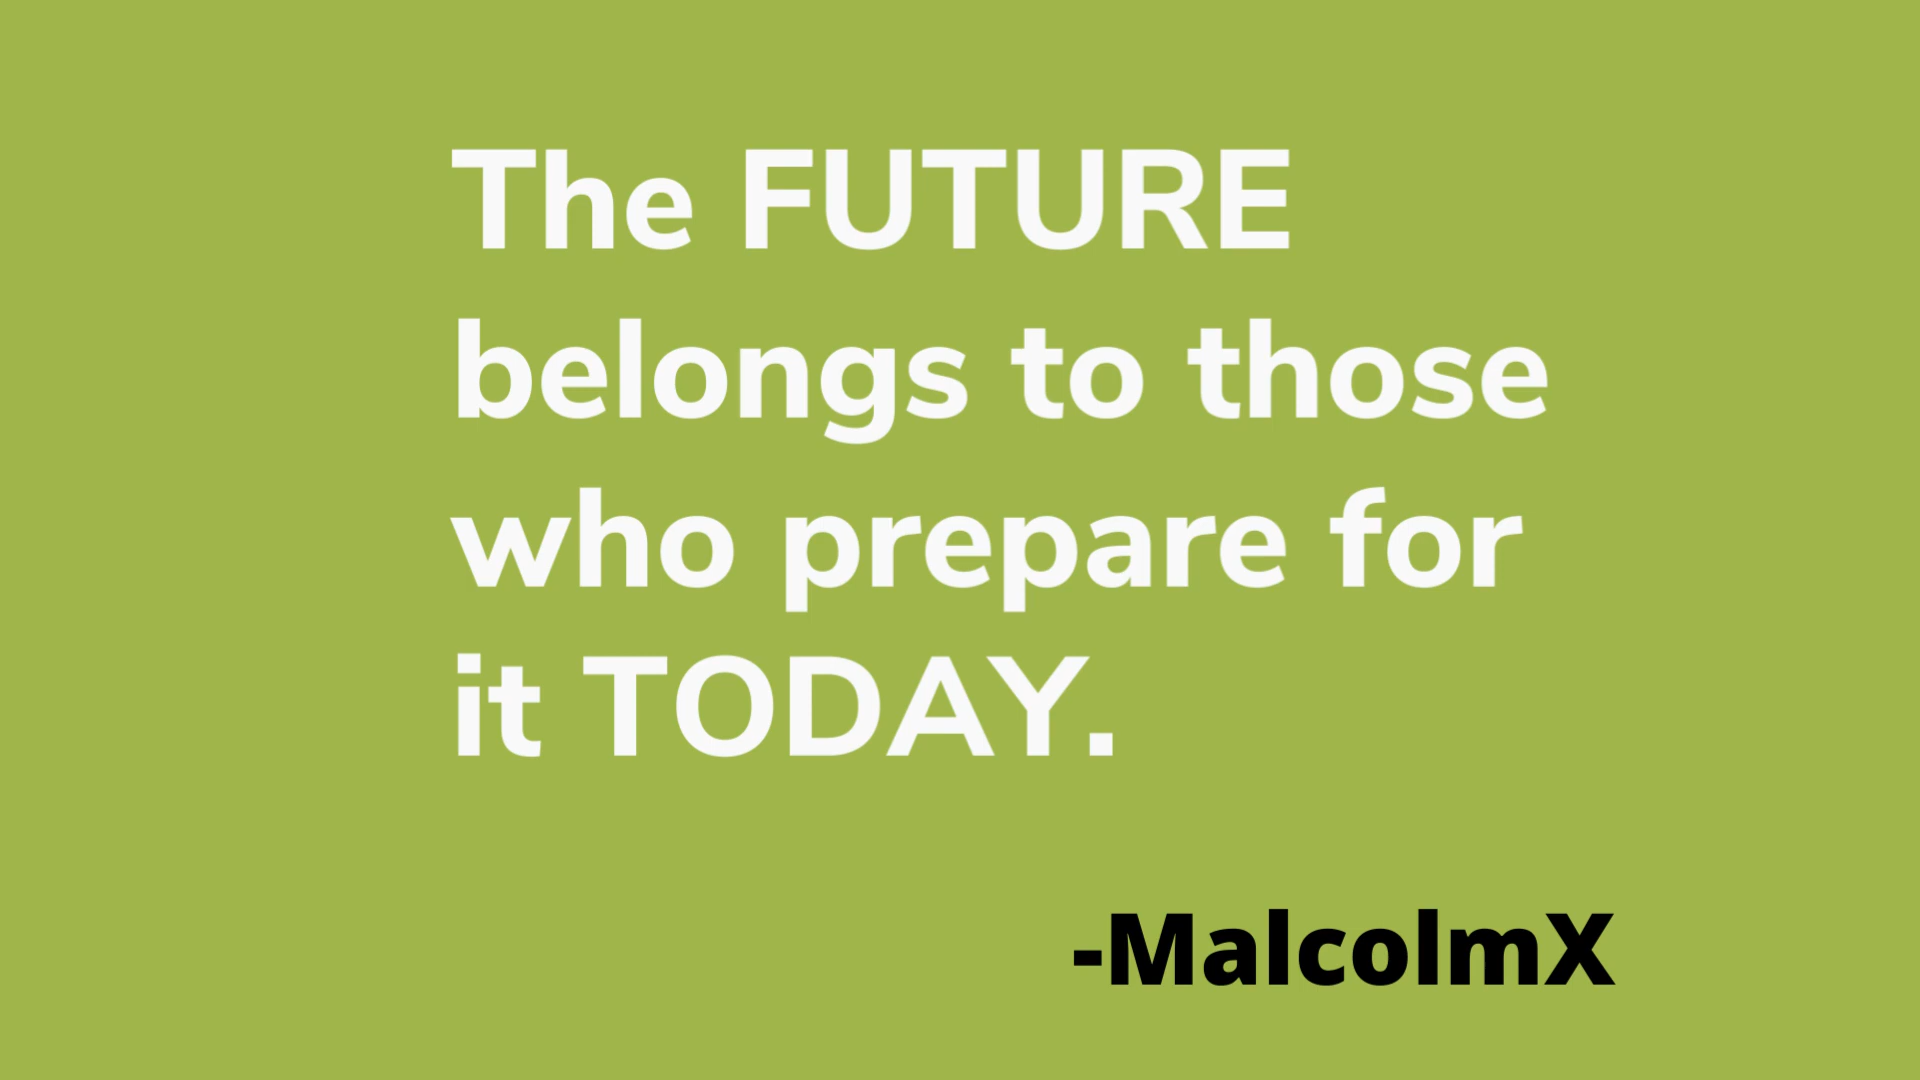 The FUTURE
belongs to those
who prepare for
it TODAY.
-MalcolmX